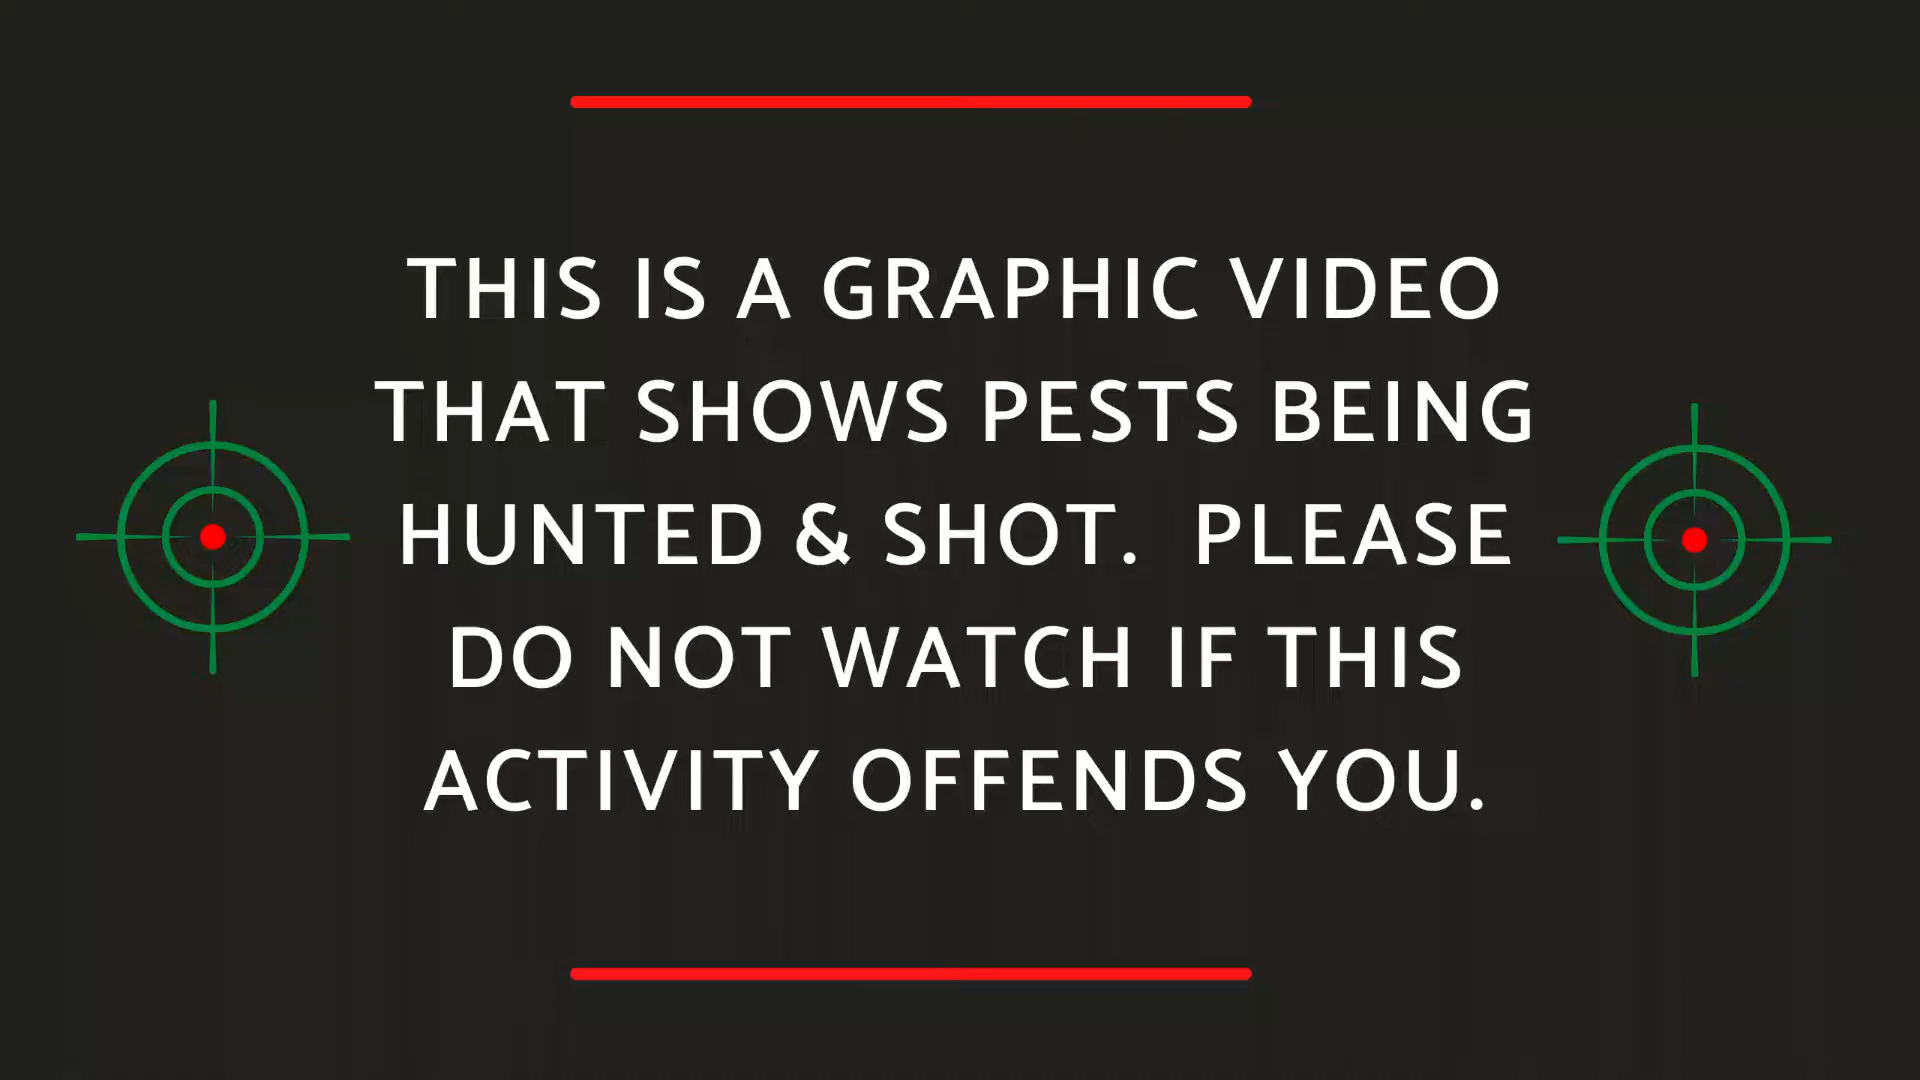 THIS IS A GRAPHIC VIDEO
THAT SHOWS PESTS BEING
HUNTED & SHOT.  PLEASE
DO NOT WATCH IF THIS
ACTIVITY OFFENDS YOU.